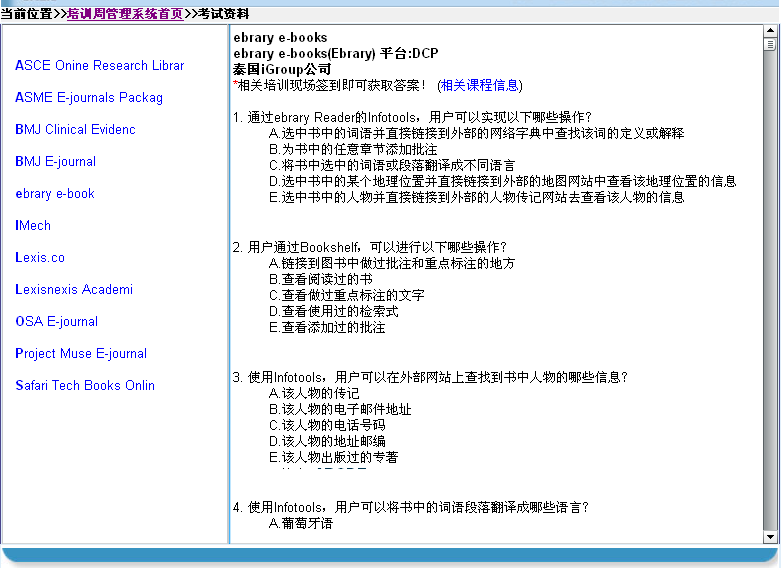 当前位置>>培训周管理系统首页>>考试资料
ASCE Onine Research Librar
ASME E-journals Packag
BMJ Clinical Evidenc
BMJ E-journal
ebrary e-book
IMech
Lexis.co
Lexisnexis Academi
OSA E-journal
Project Muse E-journal
Safari Tech Books Onlin
ebrary e-books
ebrary e-books(Ebrary) 平台:DCP
泰国iGroup公司
*相关培训现场签到即可获取答案！ (相关课程信息)
1. 通过ebrary Reader的Infotools，用户可以实现以下哪些操作？
A.选中书中的词语并直接链接到外部的网络字典中查找该词的定义或解释
B.为书中的任意章节添加批注
C.将书中选中的词语或段落翻译成不同语言
D.选中书中的某个地理位置并直接链接到外部的地图网站中查看该地理位置的信息
E.选中书中的人物并直接链接到外部的人物传记网站去查看该人物的信息
2. 用户通过Bookshelf，可以进行以下哪些操作？
A.链接到图书中做过批注和重点标注的地方
B.查看阅读过的书
C.查看做过重点标注的文字
D.查看使用过的检索式
E.查看添加过的批注
3. 使用Infotools，用户可以在外部网站上查找到书中人物的哪些信息？
A.该人物的传记
B.该人物的电子邮件地址
C.该人物的电话号码
D.该人物的地址邮编
E.该人物出版过的专著
4. 使用Infotools，用户可以将书中的词语段落翻译成哪些语言？
A.葡萄牙语